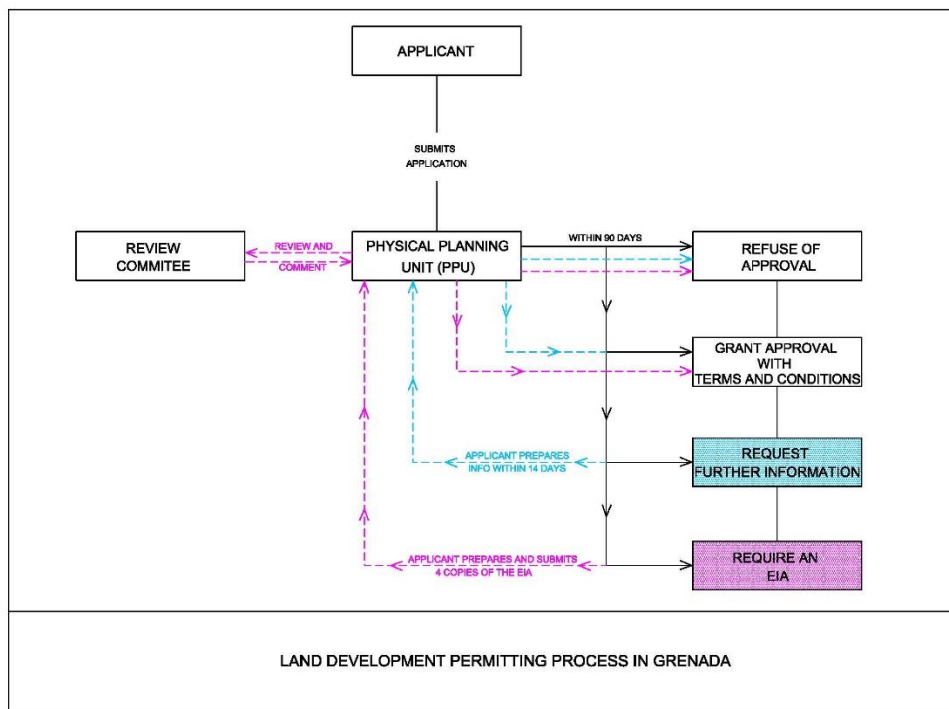 APPLICANT
SUBMITS
APPLICATION
REVIEW
COMMITEE
REVIEW AND
COMMENT
PHYSICAL PLANNING
UNIT (PPU)
WITHIN 90 DAYS
REFUSE OF
APPROVAL
GRANT APPROVAL
WITH
TERMS AND CONDITIONS
APPLICANT PREPARES
INFO WITHIN 14 DAYS
REQUEST
FURTHER INFORMATION
APPLICANT PREPARES AND SUBMITS
4 COPIES OF THE EIA
REQUIRE AN
EIA
LAND DEVELOPMENT PERMITTING PROCESS IN GRENADA